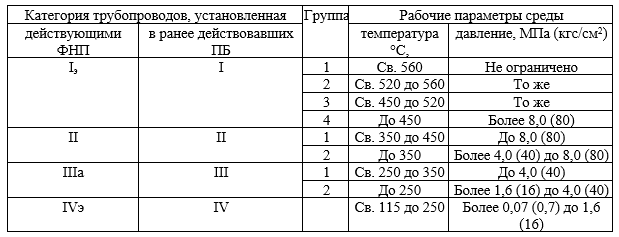 Категория трубопроводов, установленная Группа Рабочие параметры среды
действующими в ранее действовавших температура давление, МПа (кгс/см²)
ФНП ПБ °С,
Iэ I 1 Св. 560 Не ограничено
2 Св. 520 до 560 То же
3 Св. 450 до 520 То же
4 До 450 Более 8,0 (80)
II II 1 Св. 350 до 450 До 8,0 (80)
2 До 350 Более 4,0 (40) до 8,0 (80)
IIIа III 1 Св. 250 до 350 До 4,0 (40)
2 До 250 Более 1,6 (16) до 4,0 (40)
IVэ IV Св. 115 до 250 Более 0,07 (0,7) до 1,6
(16)